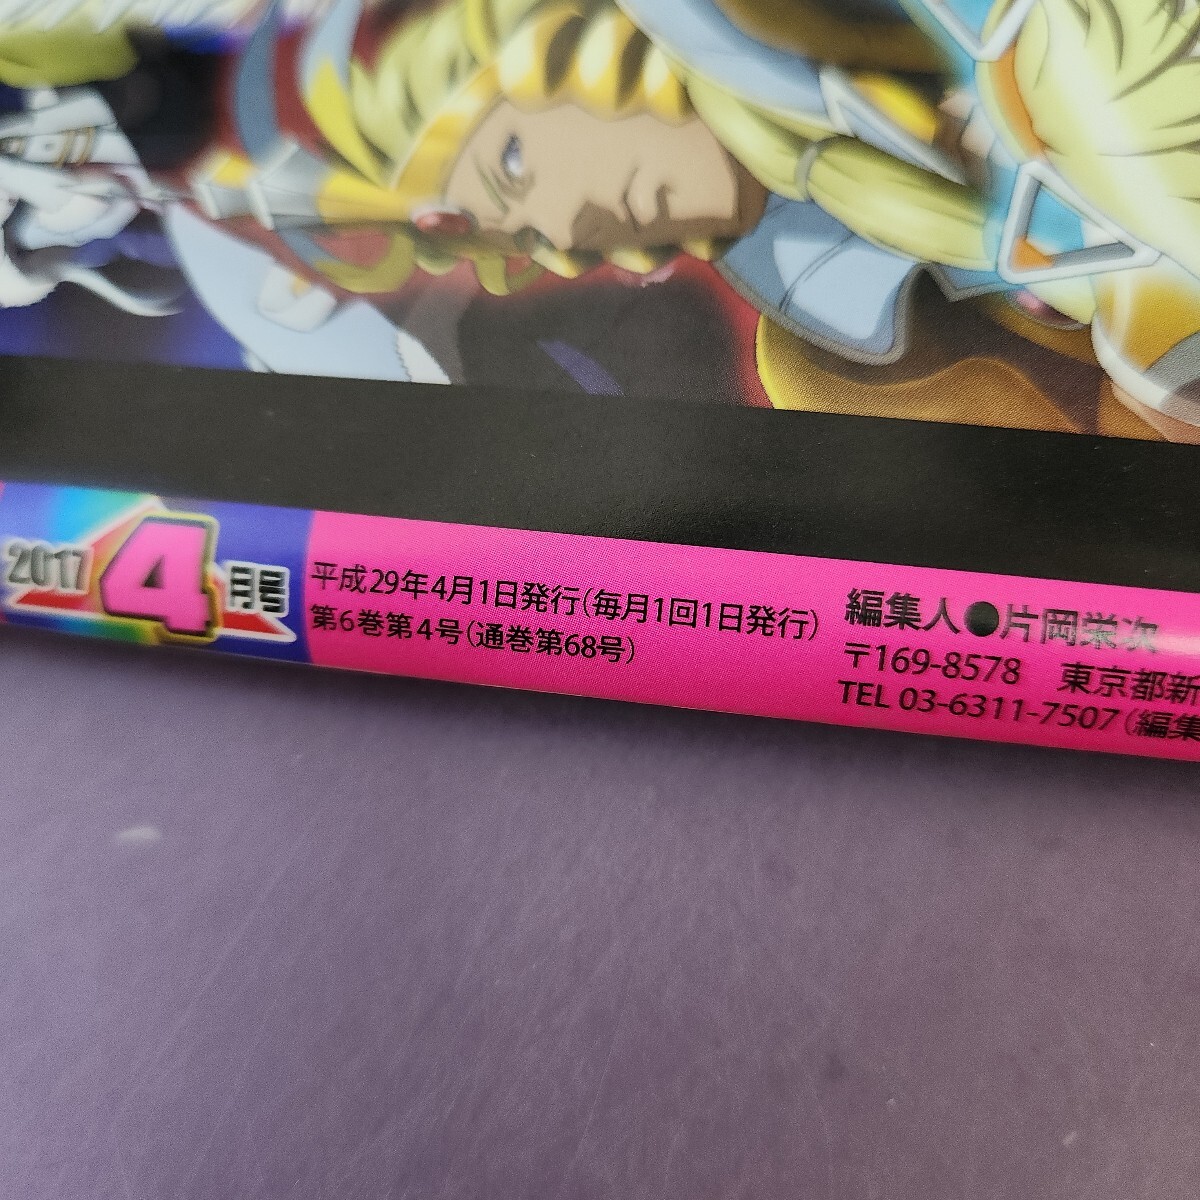 2017 4月号
平成29年4月1日発行（毎月1回1日発行）
第6巻第4号（通巻第68号）
編集人●片岡栄次
〒169-8578　東京都新
TEL 03-6311-7507（編集